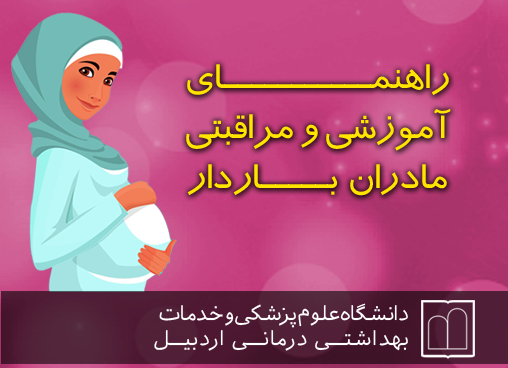 راهنمای
آموزشی و مراقبتی
مادران باردار
دانشگاه علوم پزشکی و خدمات
بهداشتی درمانی اردبیل